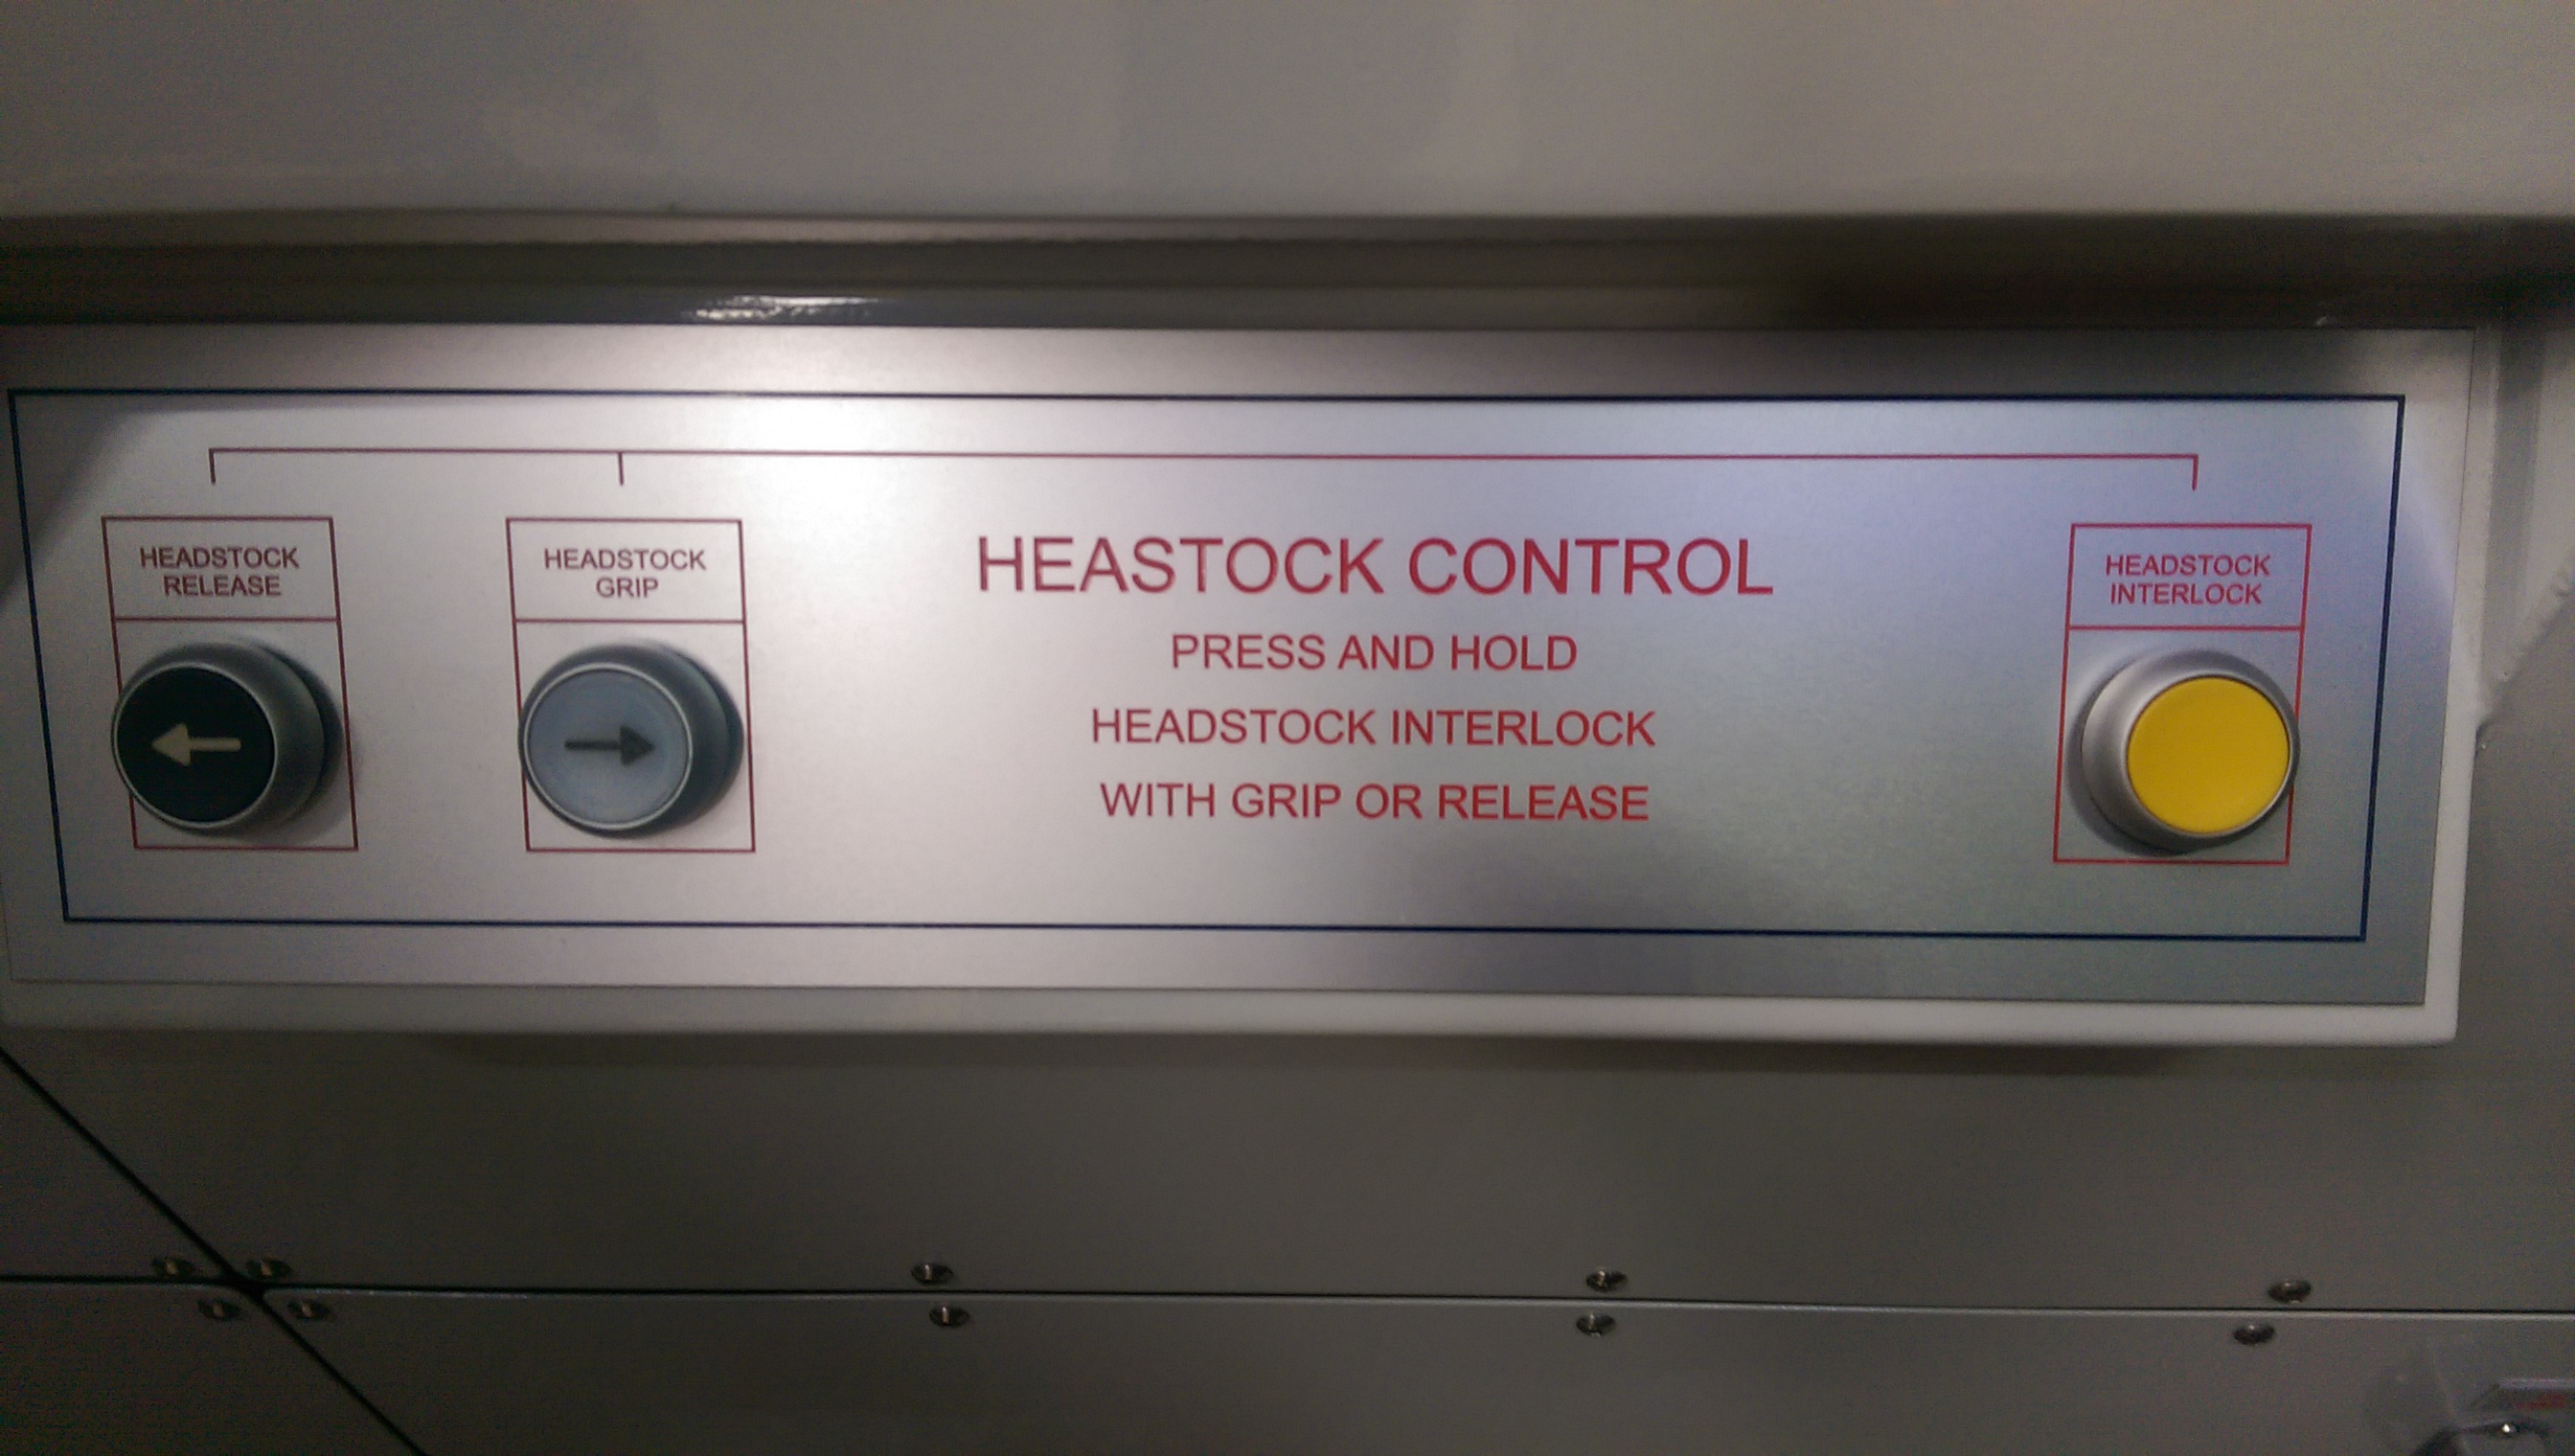 HEADSTOCK
RELEASE
HEADSTOCK
GRIP
HEASTOCK CONTROL
PRESS AND HOLD
HEADSTOCK INTERLOCK
WITH GRIP OR RELEASE
HEADSTOCK
INTERLOCK